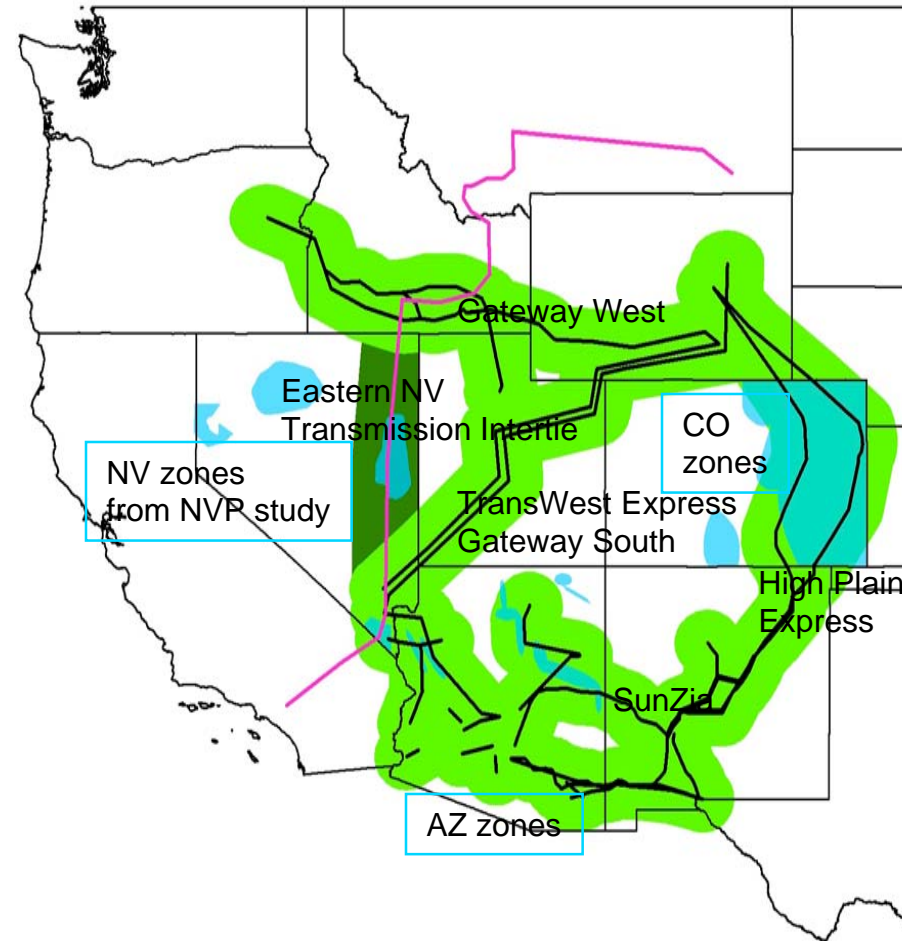 Gateway West
Eastern NV
Transmission Intertie
CO
zones
NV zones
from NVP study
TransWest Express
Gateway South
High Plain
Express
SunZia
AZ zones